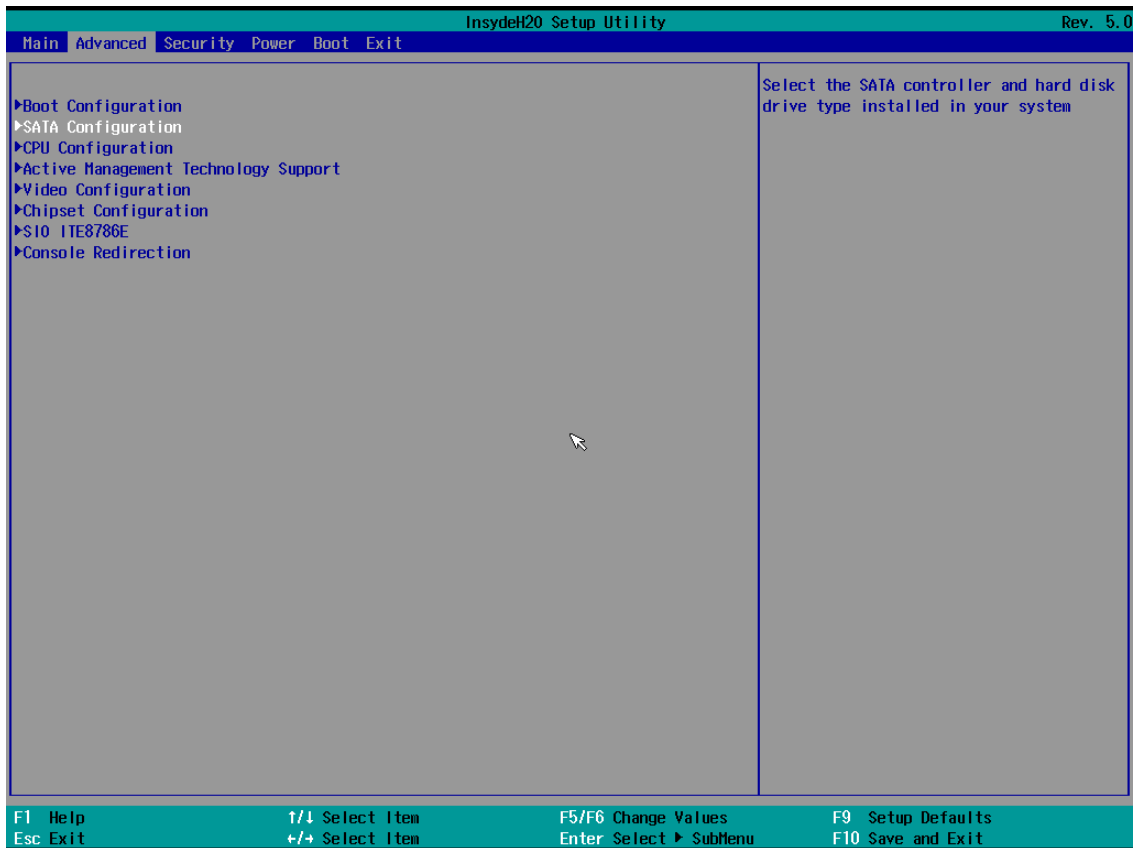 InsydeH20 Setup Utility Rev. 5.0
Main Advanced Security Power Boot Exit
▶Boot Configuration
▶SATA Configuration
▶CPU Configuration
▶Active Management Technology Support
▶Video Configuration
▶Chipset Configuration
▶SIO ITE8786E
▶Console Redirection
Select the SATA controller and hard disk
drive type installed in your system
F1 Help ↑/↓ Select Item F5/F6 Change Values F9 Setup Defaults
Esc Exit ←/→ Select Item Enter Select ▶ SubMenu F10 Save and Exit